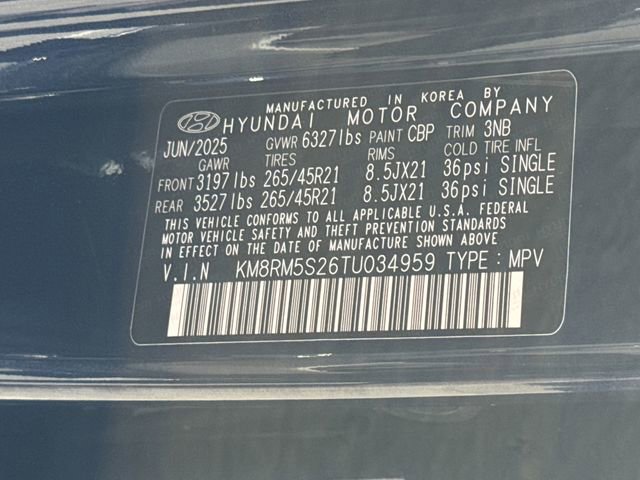 MANUFACTURED IN KOREA BY
HYUNDAI MOTOR COMPANY
JUN/2025 GVWR 6327lbs PAINT CBP TRIM 3NB
GAWR TIRES RIMS COLD TIRE INFL
FRONT 3197lbs 265/45R21 8.5JX21 36psi SINGLE
REAR 3527lbs 265/45R21 8.5JX21 36psi SINGLE
THIS VEHICLE CONFORMS TO ALL APPLICABLE U.S.A. FEDERAL
MOTOR VEHICLE SAFETY AND THEFT PREVENTION STANDARDS
IN EFFECT ON THE DATE OF MANUFACTURE SHOWN ABOVE
V.I.N KM8RM5S26TU034959 TYPE : MPV